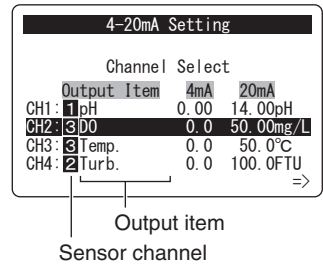 4-20mA Setting
Channel Select
Output Item 4mA 20mA
CH1: 1 pH 0.00 14.00pH
CH2: 3 DO 0.0 50.00mg/L
CH3: 3 Temp. 0.0 50.0°C
CH4: 2 Turb. 0.0 100.0FTU
=>
Output item
Sensor channel